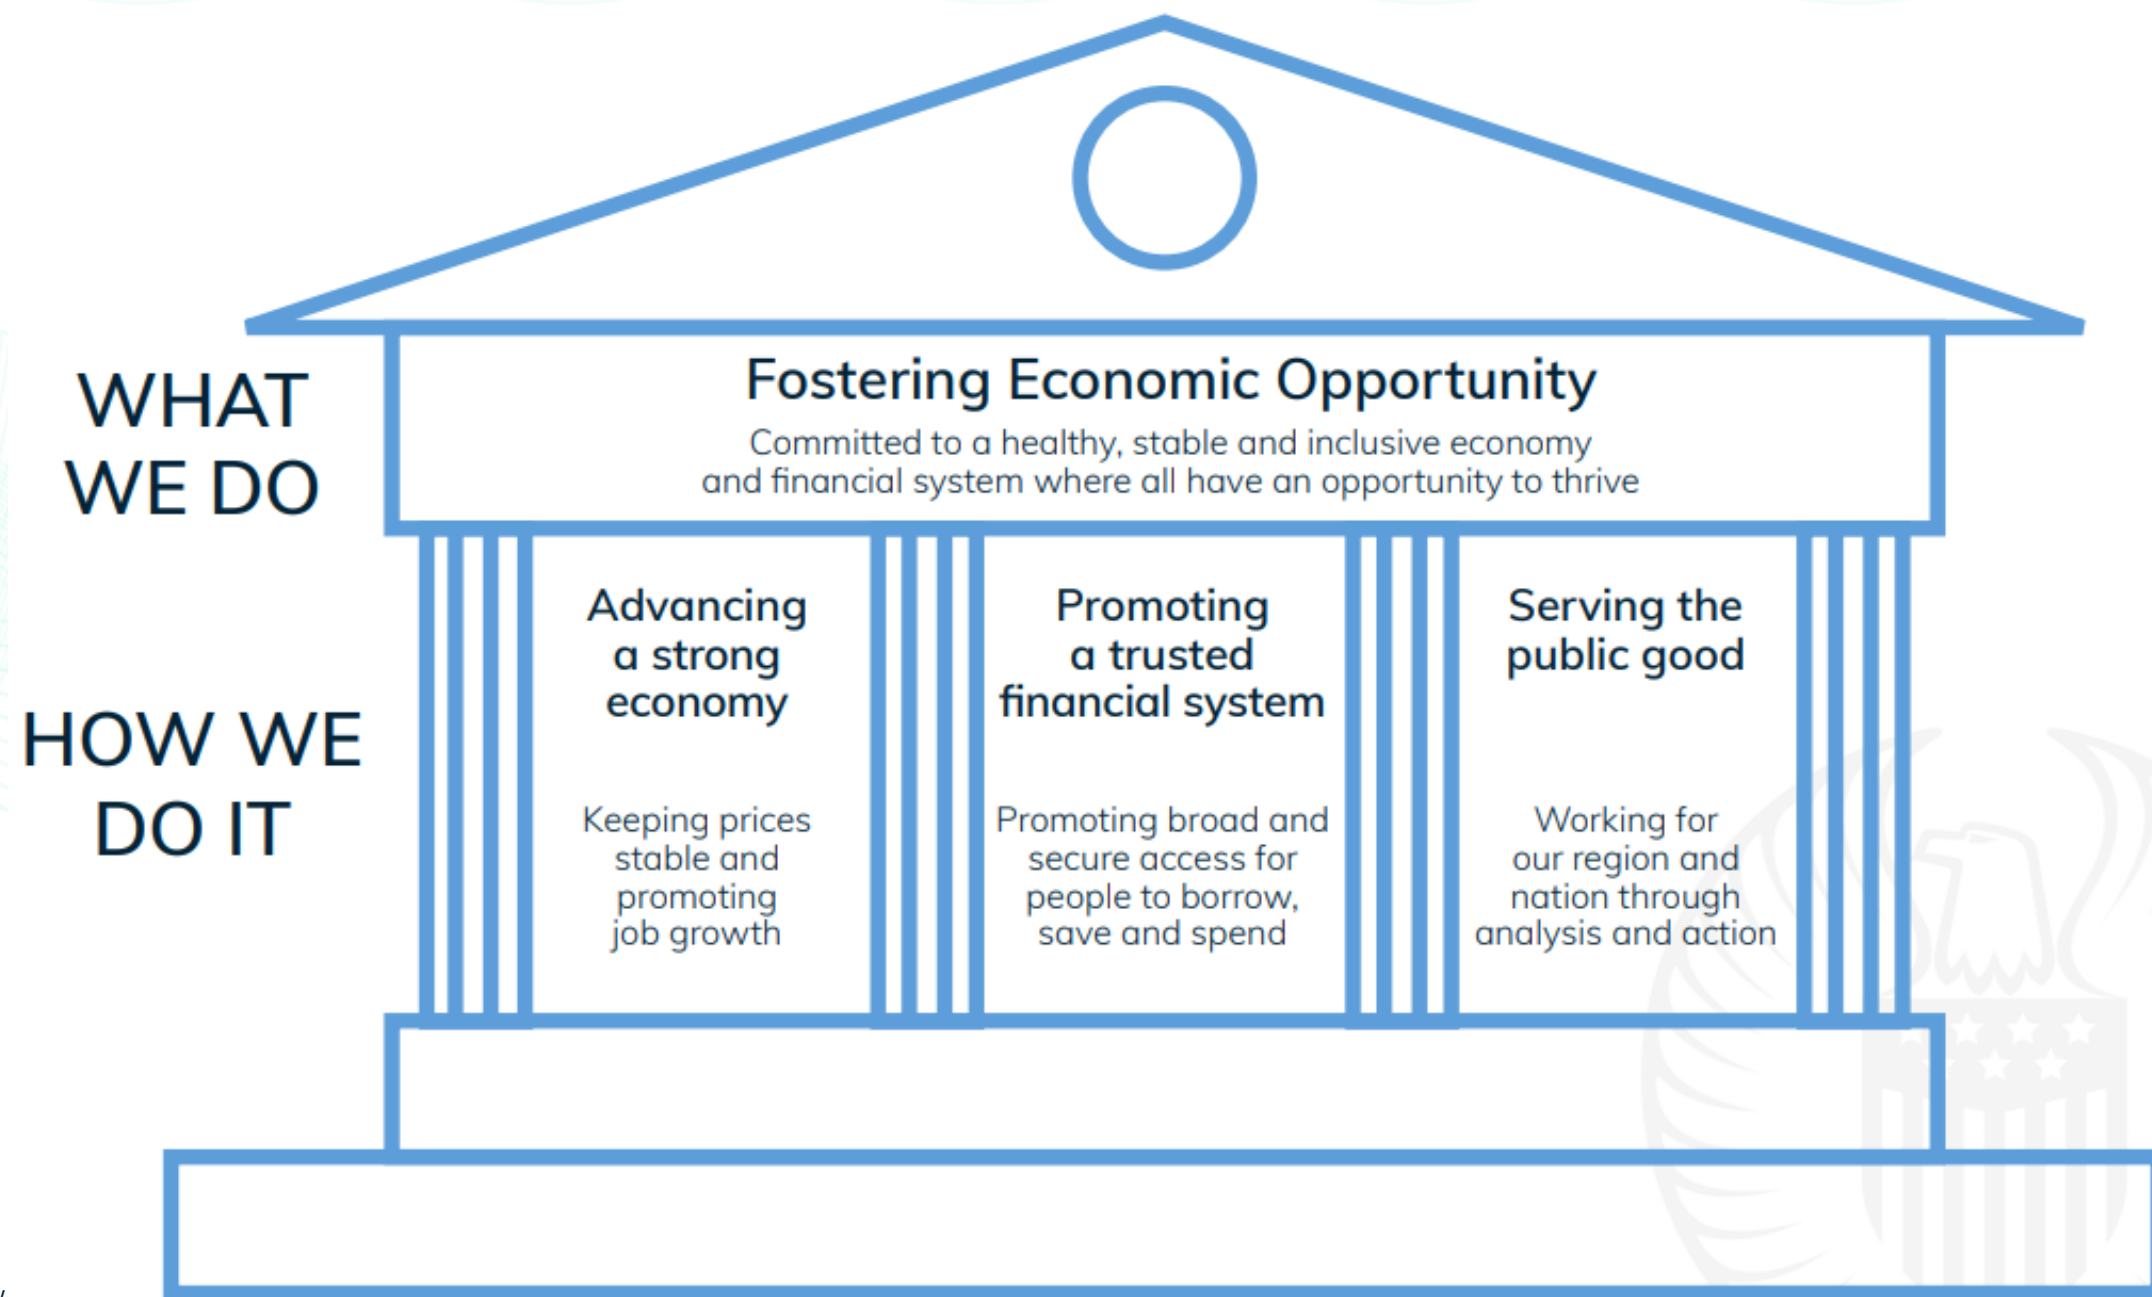 WHAT
WE DO
Fostering Economic Opportunity
Committed to a healthy, stable and inclusive economy
and financial system where all have an opportunity to thrive
HOW WE
DO IT
Advancing
a strong
economy
Keeping prices
stable and
promoting
job growth
Promoting
a trusted
financial system
Promoting broad and
secure access for
people to borrow,
save and spend
Serving the
public good
Working for
our region and
nation through
analysis and action